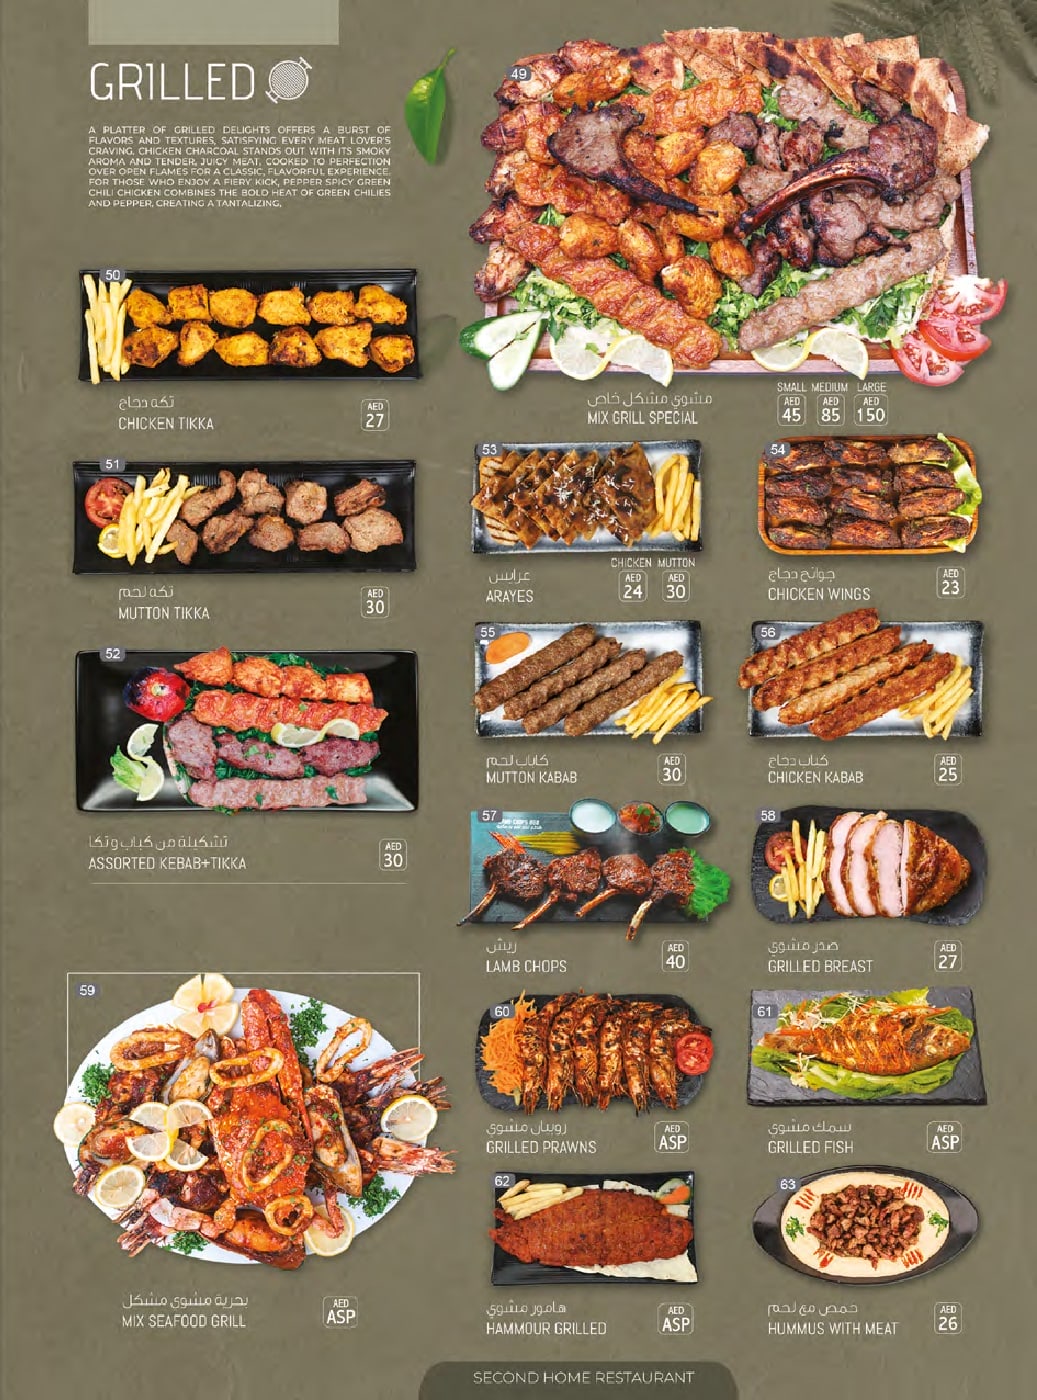 GRILLED
A PLATTER OF GRILLED DELIGHTS OFFERS A BURST OF
FLAVORS AND TEXTURES, SATISFYING EVERY MEAT LOVER'S
CRAVING. CHICKEN CHARCOAL STANDS OUT WITH ITS SMOKY
AROMA AND TENDER, JUICY MEAT, COOKED TO PERFECTION
OVER OPEN FLAMES FOR A CLASSIC, FLAVORFUL EXPERIENCE.
FOR THOSE WHO ENJOY A FIERY KICK, PEPPER SPICY GREEN
CHILI CHICKEN COMBINES THE BOLD HEAT OF GREEN CHILIES
AND PEPPER, CREATING A TANTALIZING,
49
مشوي مشكل خاص
MIX GRILL SPECIAL
SMALL MEDIUM LARGE
AED AED AED
45 85 150
50
تكه دجاج
CHICKEN TIKKA
AED
27
51
تكه لحم
MUTTON TIKKA
AED
30
52
تشكيلة من كباب وتكا
ASSORTED KEBAB+TIKKA
AED
30
53
عرايس
ARAYES
CHICKEN MUTTON
AED AED
24 30
54
جوانح دجاج
CHICKEN WINGS
AED
23
55
كاباب لحم
MUTTON KABAB
AED
30
56
كباب دجاج
CHICKEN KABAB
AED
25
57
ريش
LAMB CHOPS
AED
40
58
صدر مشوي
GRILLED BREAST
AED
27
59
بحرية مشوي مشكل
MIX SEAFOOD GRILL
AED
ASP
60
روبيان مشوي
GRILLED PRAWNS
AED
ASP
61
سمك مشوي
GRILLED FISH
AED
ASP
62
هامور مشوي
HAMMOUR GRILLED
AED
ASP
63
حمص مع لحم
HUMMUS WITH MEAT
AED
26
SECOND HOME RESTAURANT